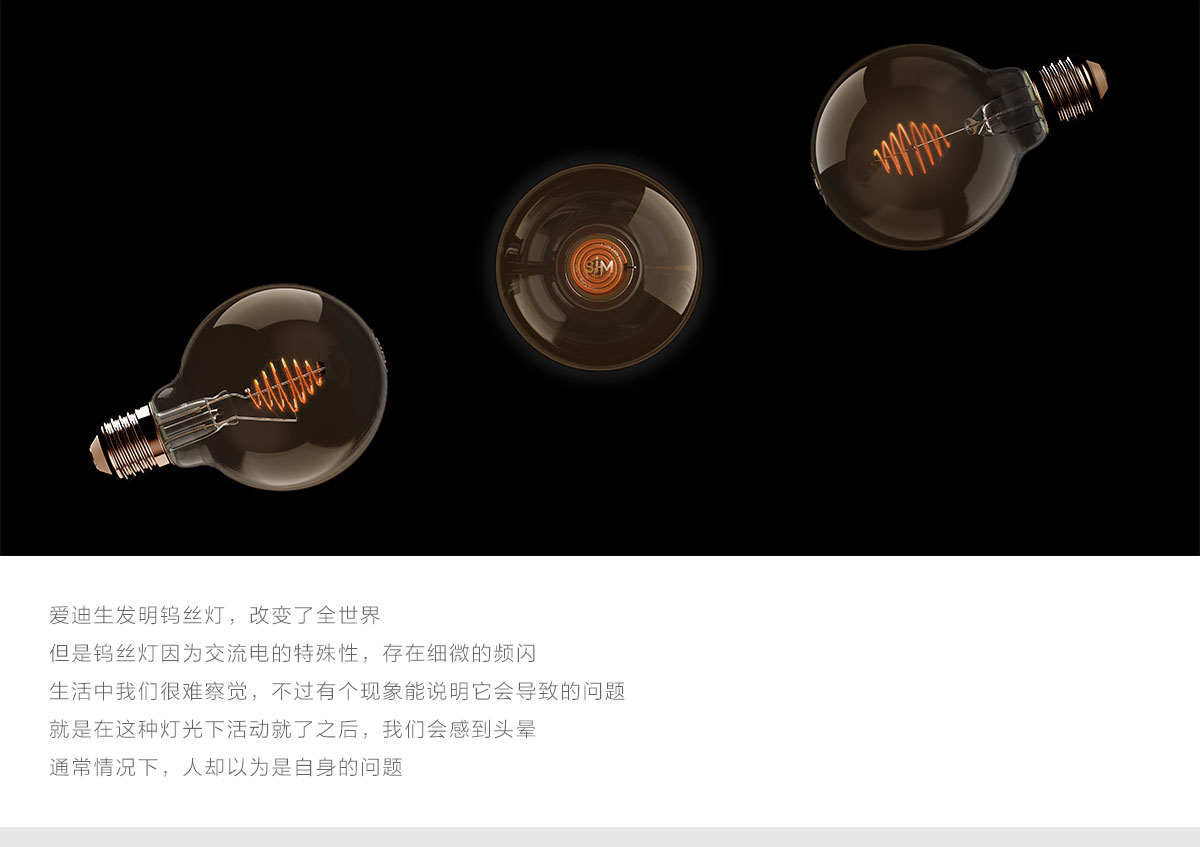 SIM
爱迪生发明钨丝灯，改变了全世界
但是钨丝灯因为交流电的特殊性，存在细微的频闪
生活中我们很难察觉，不过有个现象能说明它会导致的问题
就是在这种灯光下活动就了之后，我们会感到头晕
通常情况下，人却以为是自身的问题